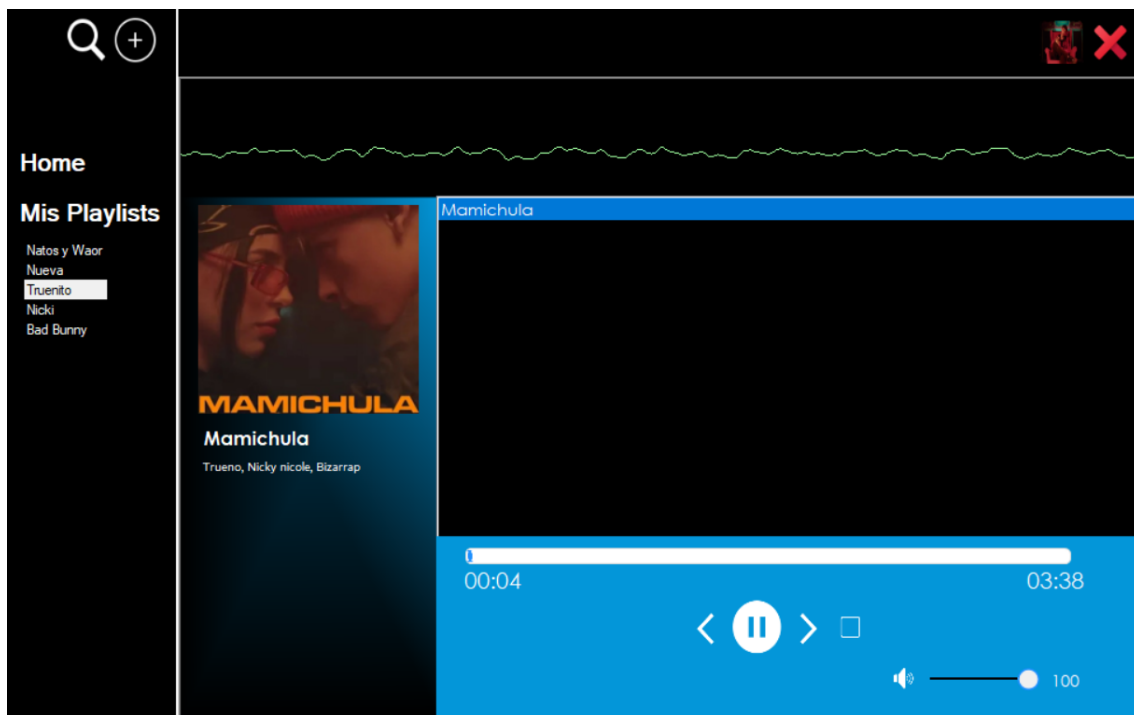 Home
Mis Playlists
Natos y Waor
Nueva
Truenito
Nicki
Bad Bunny
Mamichula
MAMICHULA
Mamichula
Trueno, Nicky nicole, Bizarrap
00:04
03:38
100